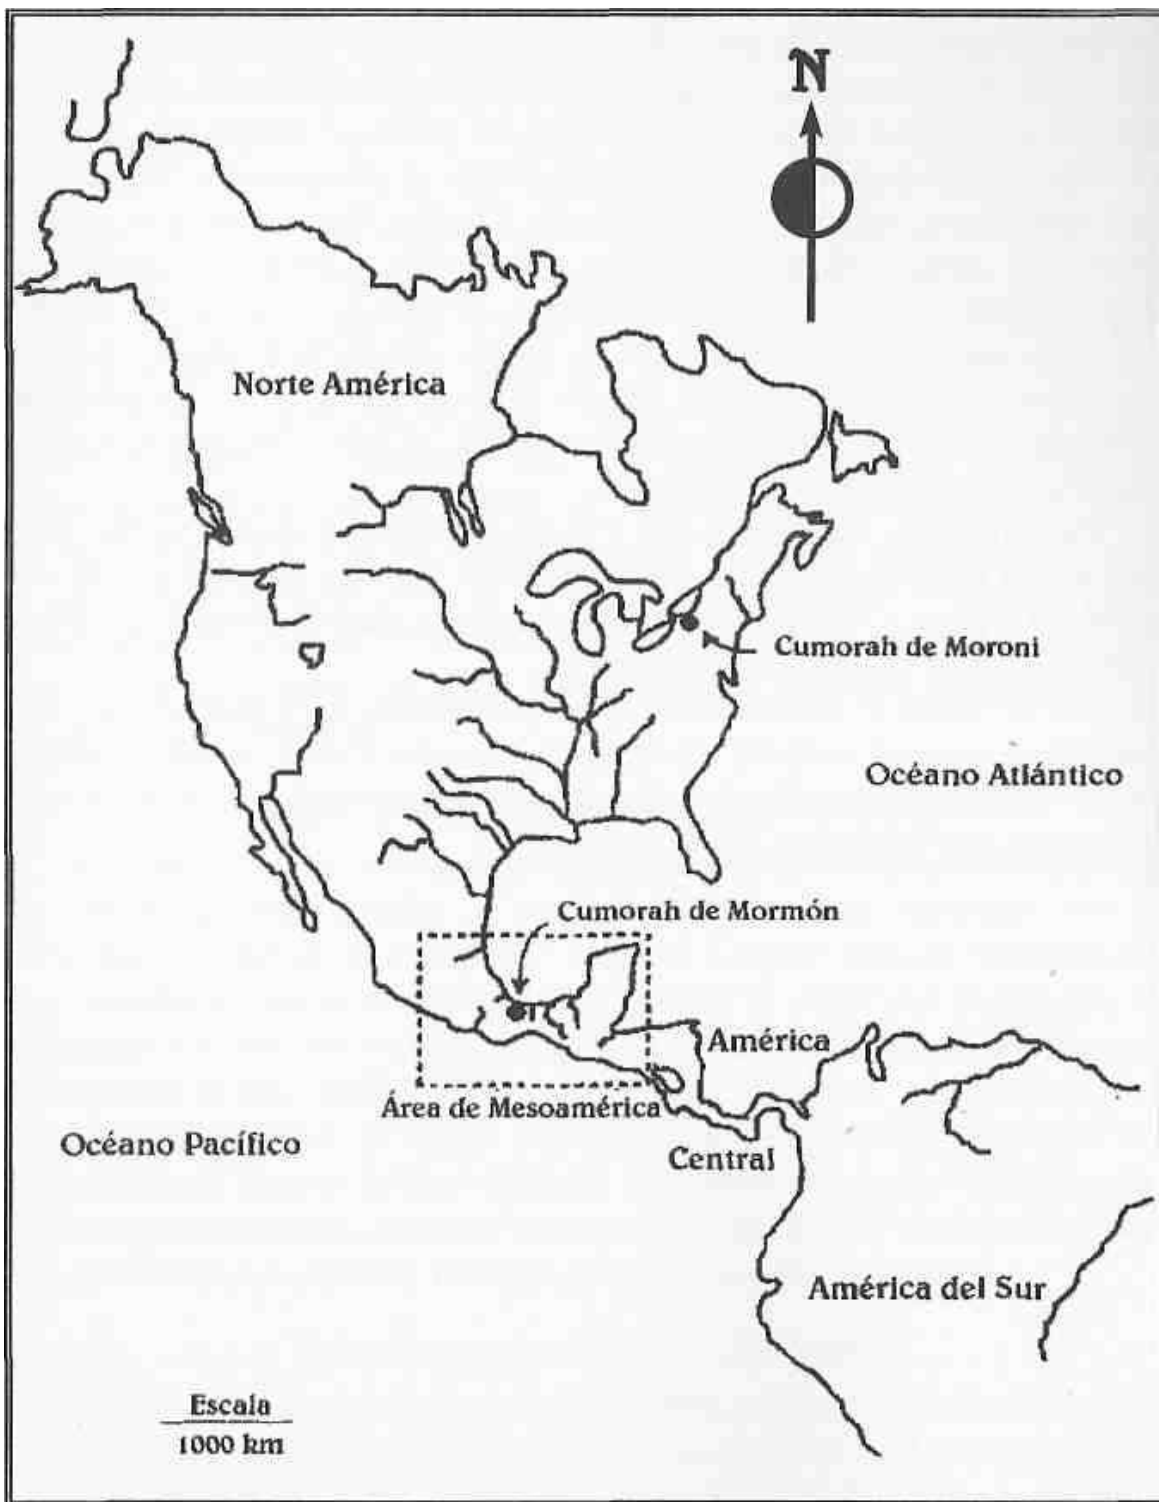 N
Norte América
Cumorah de Moroni
Océano Atlántico
Cumorah de Mormón
América
Área de Mesoamérica
Océano Pacífico
Central
América del Sur
Escala
1000 km